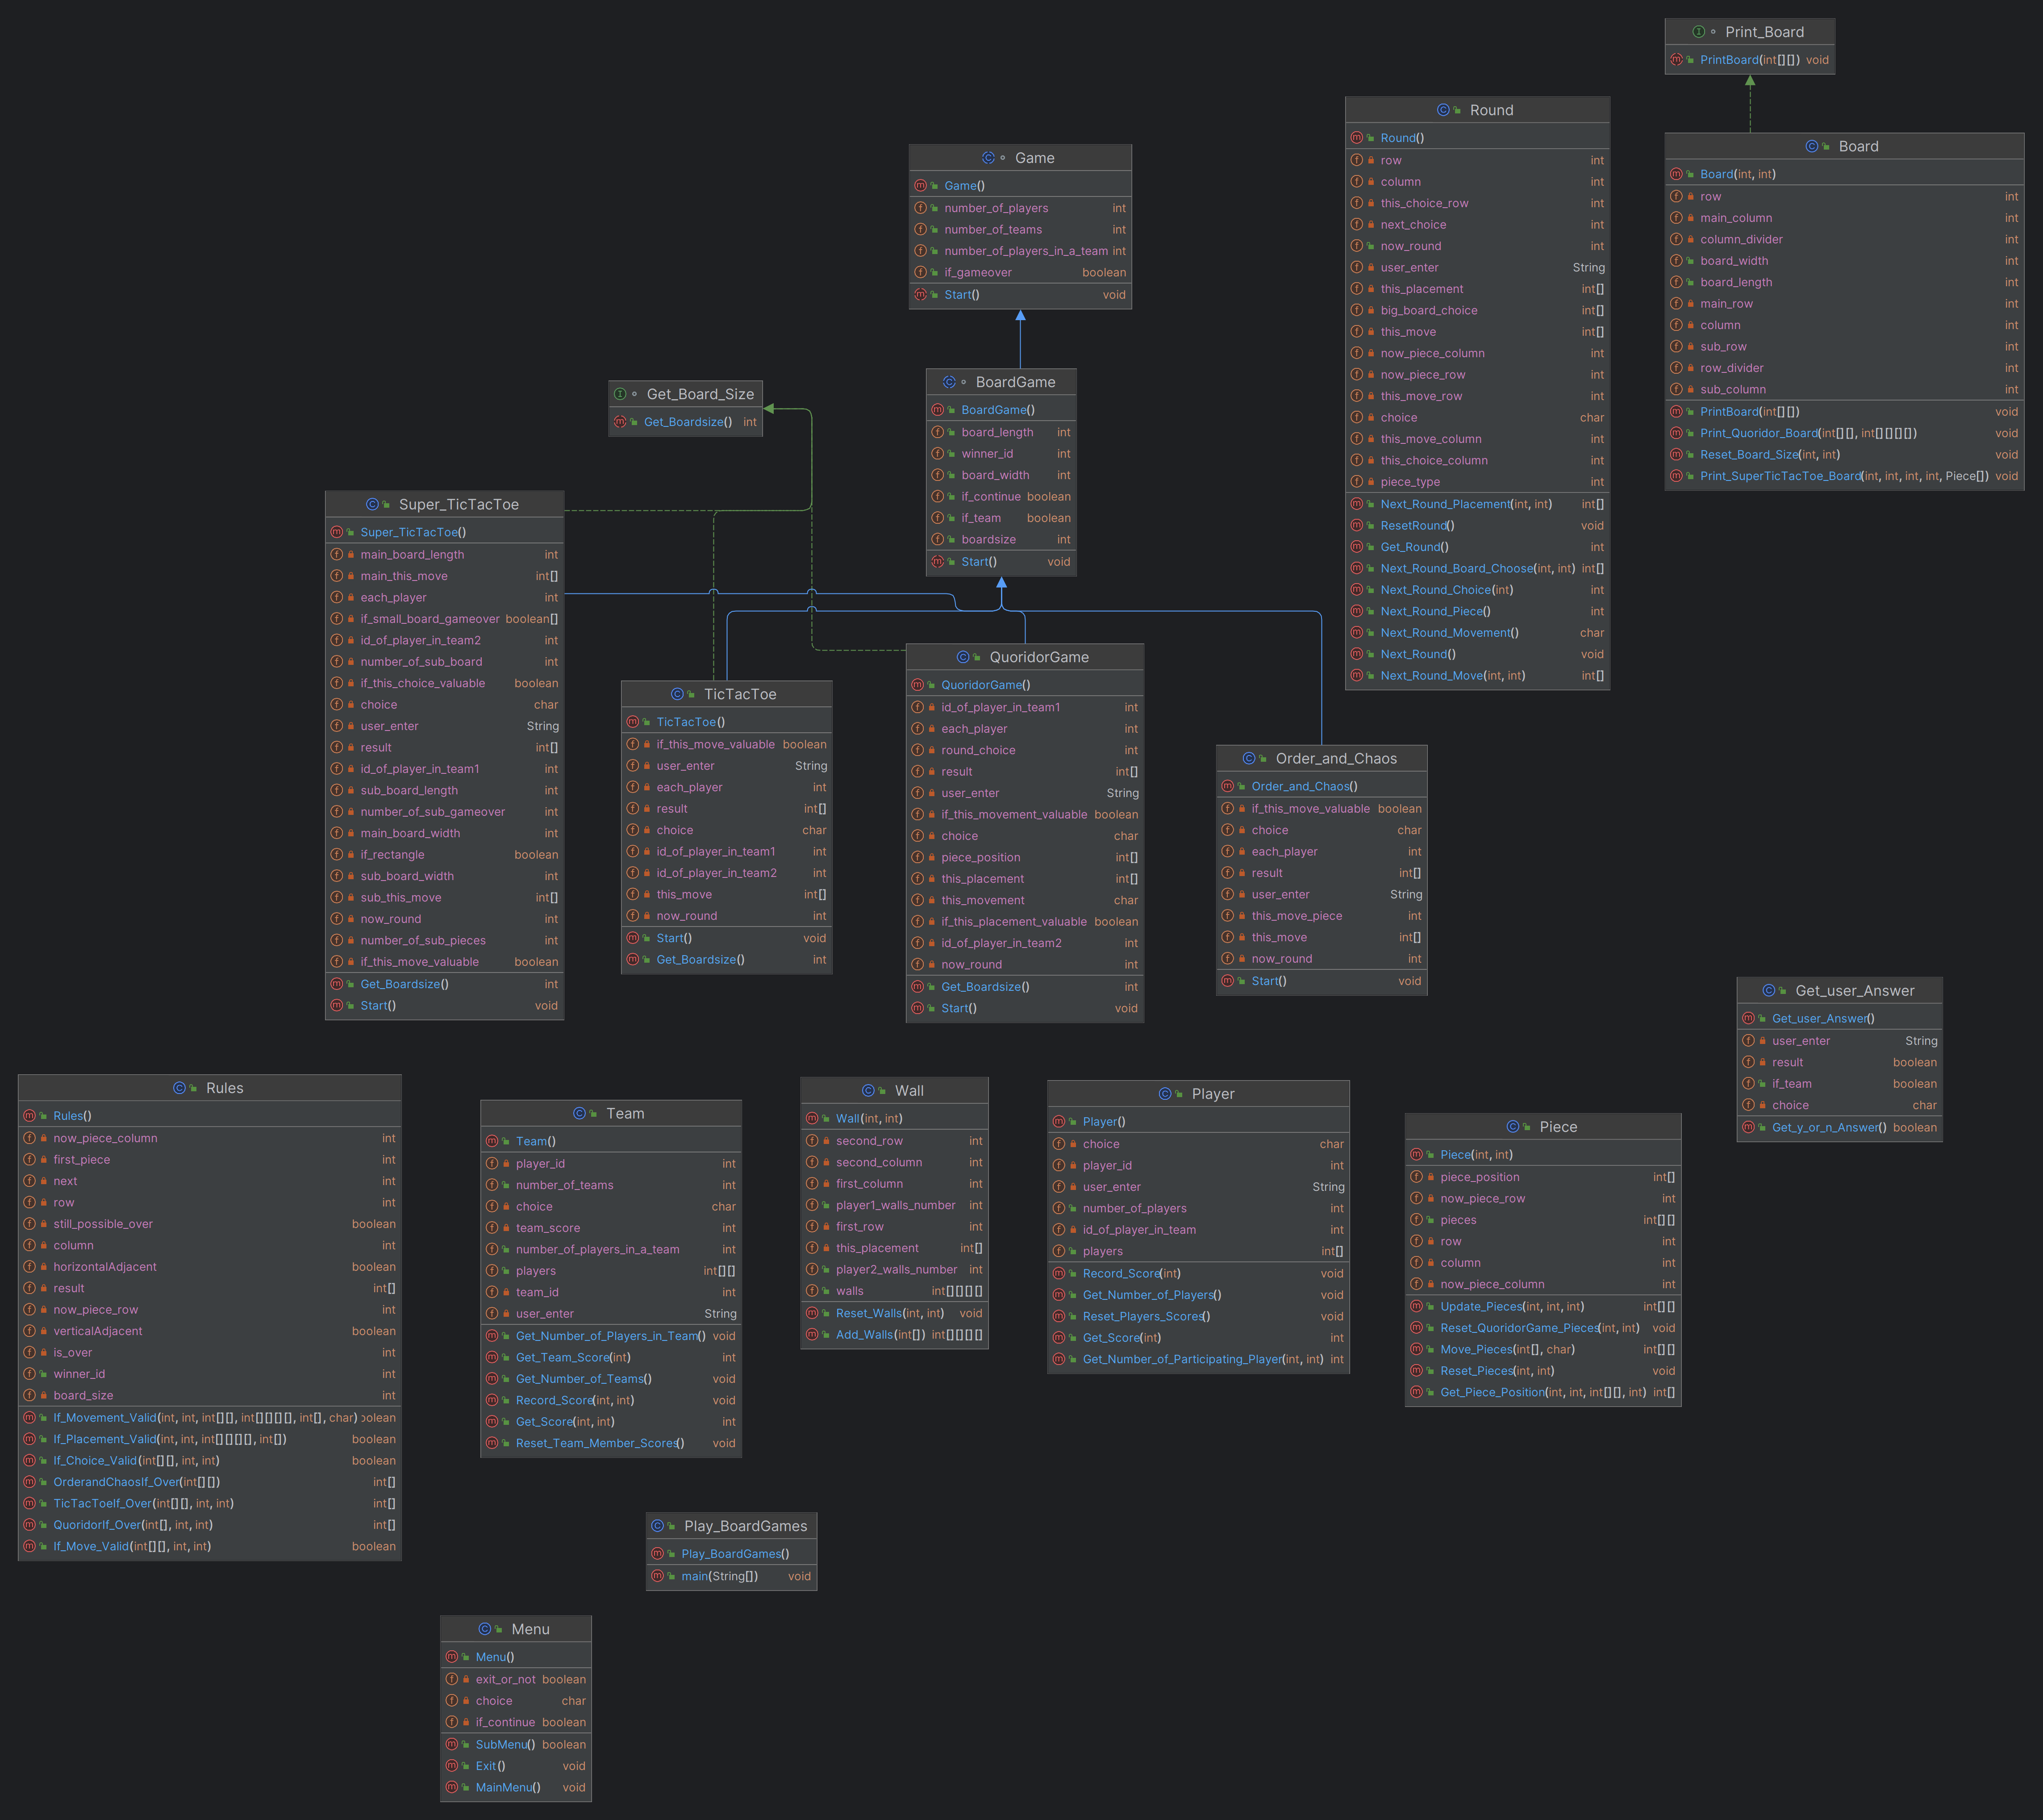 Print_Board
PrintBoard(int[][]) void
Round
Round()
row int
column int
this_choice_row int
next_choice int
now_round int
user_enter String
this_placement int[]
big_board_choice int[]
this_move int[]
now_piece_column int
now_piece_row int
this_move_row int
choice char
this_move_column int
this_choice_column int
piece_type int
Next_Round_Placement(int, int) int[]
ResetRound() void
Get_Round() int
Next_Round_Board_Choose(int, int) int[]
Next_Round_Choice(int) int
Next_Round_Piece() int
Next_Round_Movement() char
Next_Round() void
Next_Round_Move(int, int) int[]
Board
Board(int, int)
row int
main_column int
column_divider int
board_width int
board_length int
main_row int
column int
sub_row int
row_divider int
sub_column int
PrintBoard(int[][]) void
Print_Quoridor_Board(int[][], int[][][][]) void
Reset_Board_Size(int, int) void
Print_SuperTicTacToe_Board(int, int, int, int, Piece[]) void
Game
Game()
number_of_players int
number_of_teams int
number_of_players_in_a_team int
if_gameover boolean
Start() void
Get_Board_Size
Get_Boardsize() int
BoardGame
BoardGame()
board_length int
winner_id int
board_width int
if_continue boolean
if_team boolean
boardsize int
Start() void
Super_TicTacToe
Super_TicTacToe()
main_board_length int
main_this_move int[]
each_player int
if_small_board_gameover boolean[]
id_of_player_in_team2 int
number_of_sub_board int
if_this_choice_valuable boolean
choice char
user_enter String
result int[]
id_of_player_in_team1 int
sub_board_length int
number_of_sub_gameover int
main_board_width int
if_rectangle boolean
sub_board_width int
sub_this_move int[]
now_round int
number_of_sub_pieces int
if_this_move_valuable boolean
Get_Boardsize() int
Start() void
TicTacToe
TicTacToe()
if_this_move_valuable boolean
user_enter String
each_player int
result int[]
choice char
id_of_player_in_team1 int
id_of_player_in_team2 int
this_move int[]
now_round int
Start() void
Get_Boardsize() int
QuoridorGame
QuoridorGame()
id_of_player_in_team1 int
each_player int
round_choice int
result int[]
user_enter String
if_this_movement_valuable boolean
choice char
piece_position int[]
this_placement int[]
this_movement char
if_this_placement_valuable boolean
id_of_player_in_team2 int
now_round int
Get_Boardsize() int
Start() void
Order_and_Chaos
Order_and_Chaos()
if_this_move_valuable boolean
choice char
each_player int
result int[]
user_enter String
this_move_piece int
this_move int[]
now_round int
Start() void
Get_user_Answer
Get_user_Answer()
user_enter String
result boolean
if_team boolean
choice char
Get_y_or_n_Answer() boolean
Rules
Rules()
now_piece_column int
first_piece int
next int
row int
still_possible_over boolean
column int
horizontalAdjacent boolean
result int[]
now_piece_row int
verticalAdjacent boolean
is_over int
winner_id int
board_size int
If_Movement_Valid(int, int, int[][], int[][][][], int[], char) boolean
If_Placement_Valid(int, int, int[][][][], int[]) boolean
If_Choice_Valid(int[][], int, int) boolean
OrderandChaosIf_Over(int[][]) int[]
TicTacToeIf_Over(int[][], int, int) int[]
QuoridorIf_Over(int[], int, int) int[]
If_Move_Valid(int[][], int, int) boolean
Team
Team()
player_id int
number_of_teams int
choice char
team_score int
number_of_players_in_a_team int
players int[][]
team_id int
user_enter String
Get_Number_of_Players_in_Team() void
Get_Team_Score(int) int
Get_Number_of_Teams() void
Record_Score(int, int) void
Get_Score(int, int) int
Reset_Team_Member_Scores() void
Wall
Wall(int, int)
second_row int
second_column int
first_column int
player1_walls_number int
first_row int
this_placement int[]
player2_walls_number int
walls int[][][][]
Reset_Walls(int, int) void
Add_Walls(int[]) int[][][][]
Player
Player()
choice char
player_id int
user_enter String
number_of_players int
id_of_player_in_team int
players int[]
Record_Score(int) void
Get_Number_of_Players() void
Reset_Players_Scores() void
Get_Score(int) int
Get_Number_of_Participating_Player(int, int) int
Piece
Piece(int, int)
piece_position int[]
now_piece_row int
pieces int[][]
row int
column int
now_piece_column int
Update_Pieces(int, int, int) int[][]
Reset_QuoridorGame_Pieces(int, int) void
Move_Pieces(int[], char) int[][]
Reset_Pieces(int, int) void
Get_Piece_Position(int, int, int[][], int) int[]
Play_BoardGames
Play_BoardGames()
main(String[]) void
Menu
Menu()
exit_or_not boolean
choice char
if_continue boolean
SubMenu() boolean
Exit() void
MainMenu() void